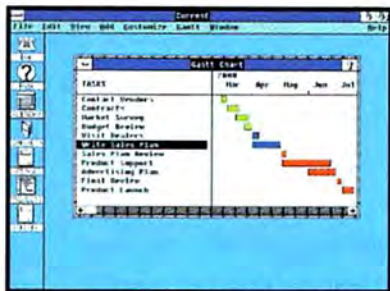 Current
File Edit View Add Customize Gantt Window Help
Gantt Chart
TASKS
Mar Apr May Jun Jul
Contact Vendors
Contracts
Market Survey
Budget Review
Visit Dealers
Write Sales Plan
Sales Plan Review
Product Support
Advertising Plan
Final Review
Product Launch